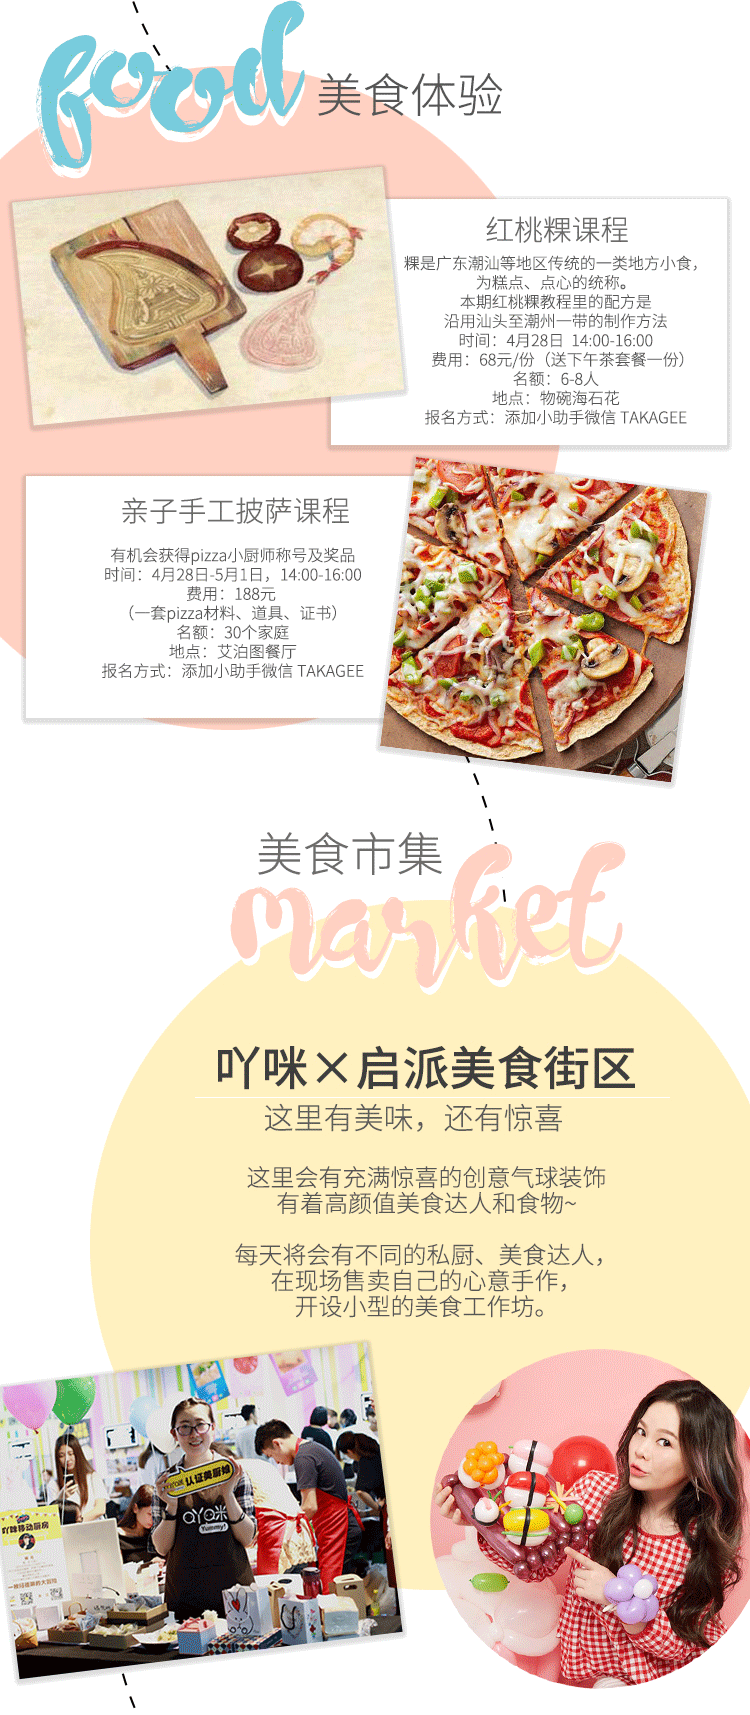 food 美食体验
红桃粿课程
粿是广东潮汕等地区传统的一类地方小食，
为糕点、点心的统称。
本期红桃粿教程里的配方是
沿用汕头至潮州一带的制作方法
时间：4月28日 14:00-16:00
费用：68元/份（送下午茶套餐一份）
名额：6-8人
地点：物碗海石花
报名方式：添加小助手微信 TAKAGEE
亲子手工披萨课程
有机会获得pizza小厨师称号及奖品
时间：4月28日-5月1日，14:00-16:00
费用：188元
（一套pizza材料、道具、证书）
名额：30个家庭
地点：艾泊图餐厅
报名方式：添加小助手微信 TAKAGEE
美食市集
market
吖咪×启派美食街区
这里有美味，还有惊喜
这里会有充满惊喜的创意气球装饰
有着高颜值美食达人和食物~
每天将会有不同的私厨、美食达人，
在现场售卖自己的心意手作，
开设小型的美食工作坊。
认证美厨娘
吖咪
Yummy!
吖咪移动厨房